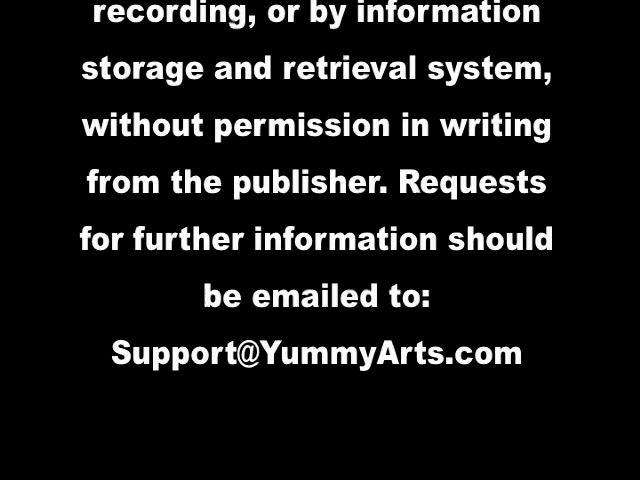 recording, or by information
storage and retrieval system,
without permission in writing
from the publisher. Requests
for further information should
be emailed to:
Support@YummyArts.com